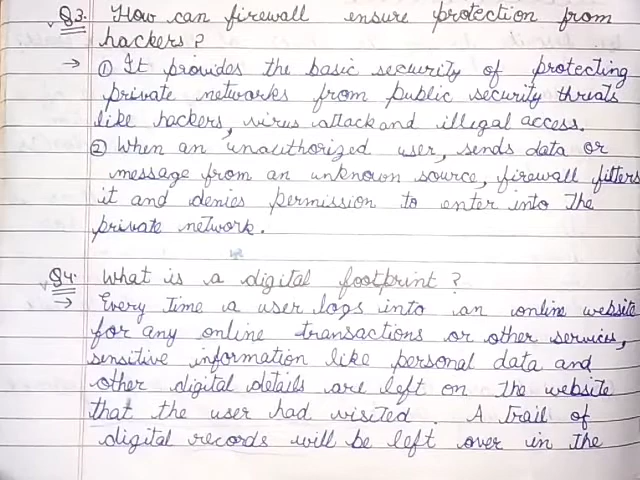 Q3. How can firewall ensure protection from
hackers?
→ ① It provides the basic security of protecting
private networks from public security threats
like hackers, virus attack and illegal access.
② When an unauthorized user, sends data or
message from an unknown source, firewall filters
it and denies permission to enter into the
private network.
Q4. What is a digital footprint?
→ Every time a user logs into an online website
for any online transactions or other services,
sensitive information like personal data and
other digital details are left on the website
that the user had visited. A trail of
digital records will be left over in the